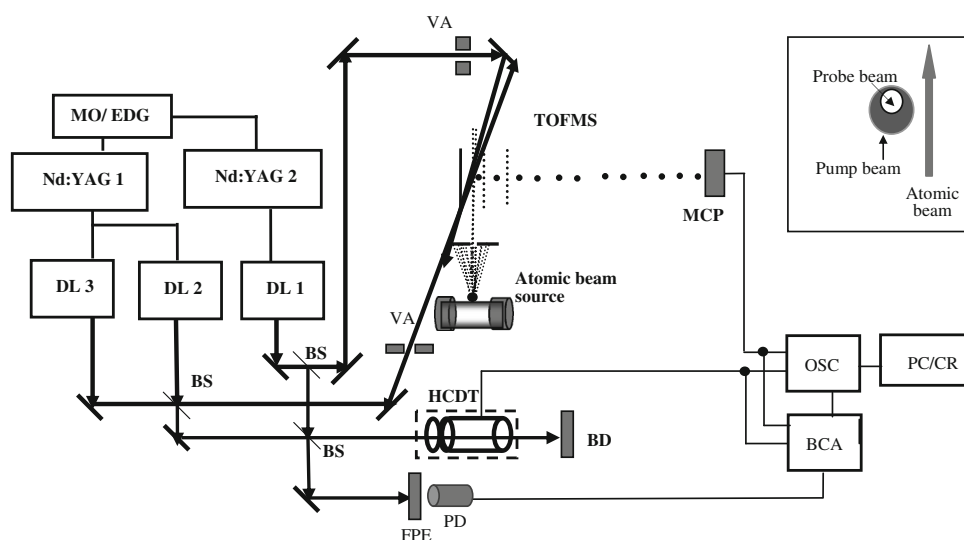 VA
MO/ EDG
TOFMS
Nd:YAG 1
Nd:YAG 2
MCP
DL 3
DL 2
DL 1
Atomic beam
source
VA
BS
BS
HCDT
BS
BD
FPE
PD
OSC
PC/CR
BCA
Probe beam
Pump beam
Atomic
beam